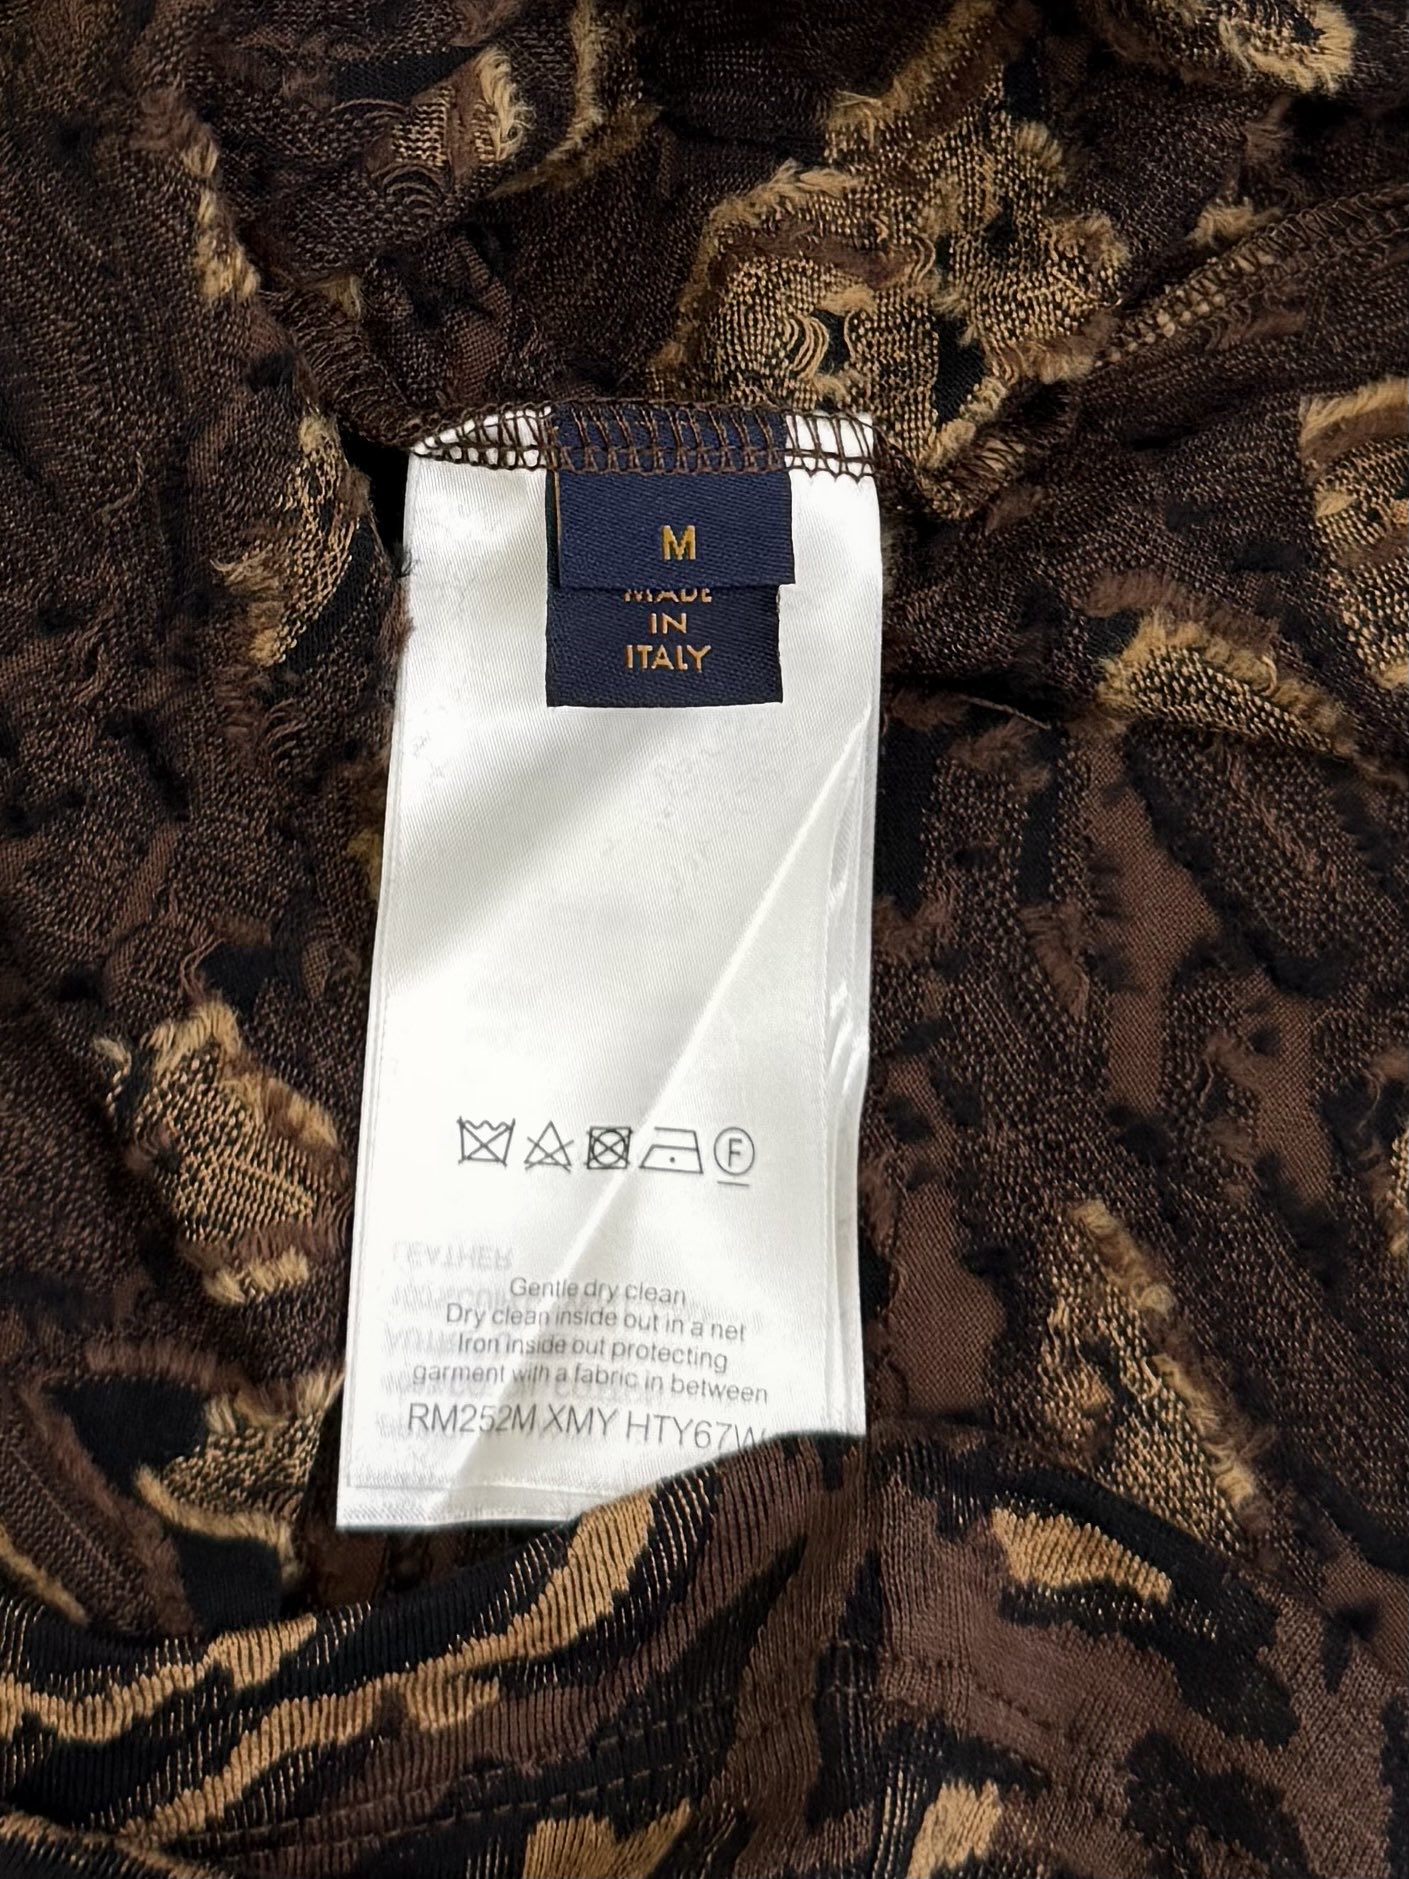 M
MADE
IN
ITALY
F
LEATHER
Gentle dry clean
Dry clean inside out in a net
Iron inside out protecting
garment with a fabric in between
RM252M XMY HTY67W